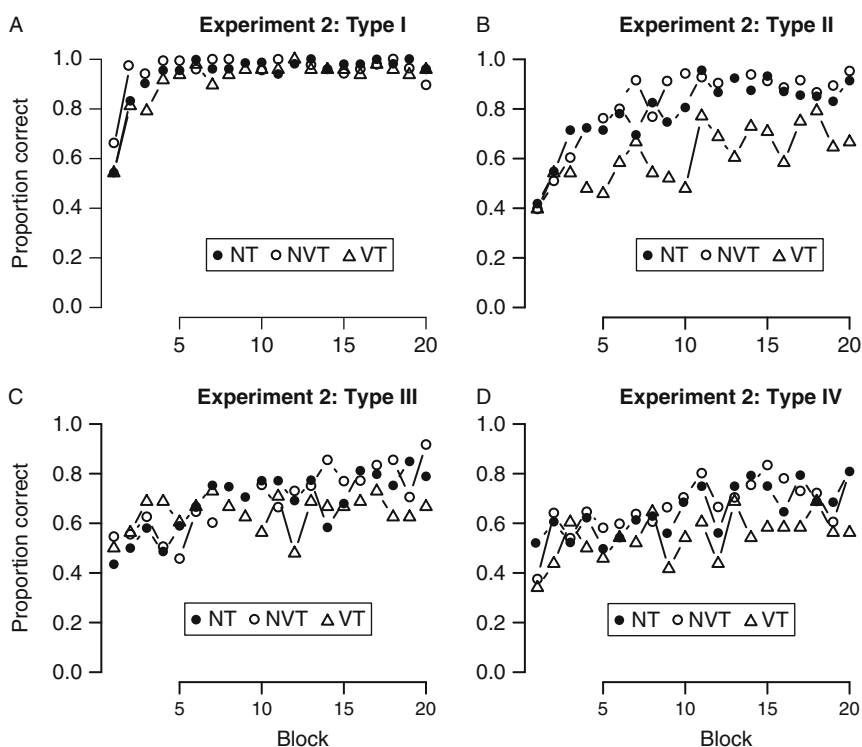 A Experiment 2: Type I
Proportion correct
1.0
0.8
0.6
0.4
0.2
0.0
● NT ○ NVT △ VT
5 10 15 20
B Experiment 2: Type II
1.0
0.8
0.6
0.4
0.2
0.0
● NT ○ NVT △ VT
5 10 15 20
C Experiment 2: Type III
Proportion correct
1.0
0.8
0.6
0.4
0.2
0.0
● NT ○ NVT △ VT
5 10 15 20
Block
D Experiment 2: Type IV
1.0
0.8
0.6
0.4
0.2
0.0
● NT ○ NVT △ VT
5 10 15 20
Block